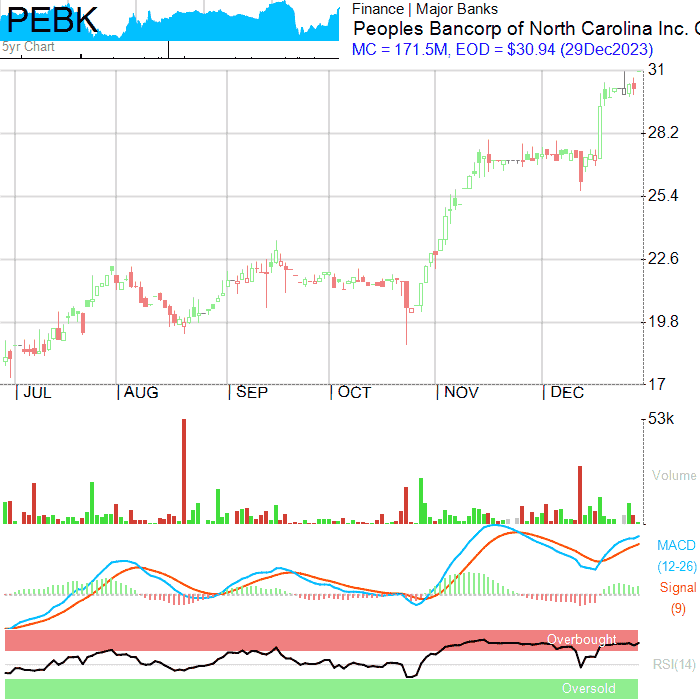 PEBK
5yr Chart
Finance | Major Banks
Peoples Bancorp of North Carolina Inc.
MC = 171.5M, EOD = $30.94 (29Dec2023)
31
28.2
25.4
22.6
19.8
17
JUL AUG SEP OCT NOV DEC
53k
Volume
MACD
(12-26)
Signal
(9)
Overbought
RSI(14)
Oversold